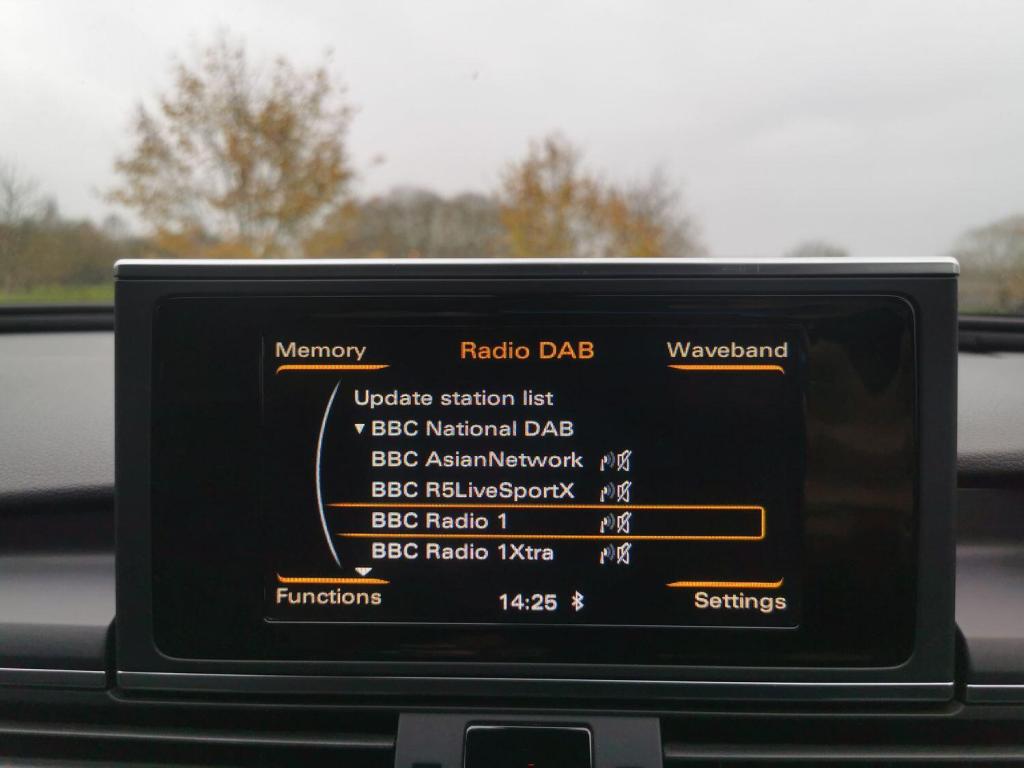 Memory Radio DAB Waveband
Update station list
BBC National DAB
BBC AsianNetwork
BBC R5LiveSportX
BBC Radio 1
BBC Radio 1Xtra
Functions 14:25 Settings